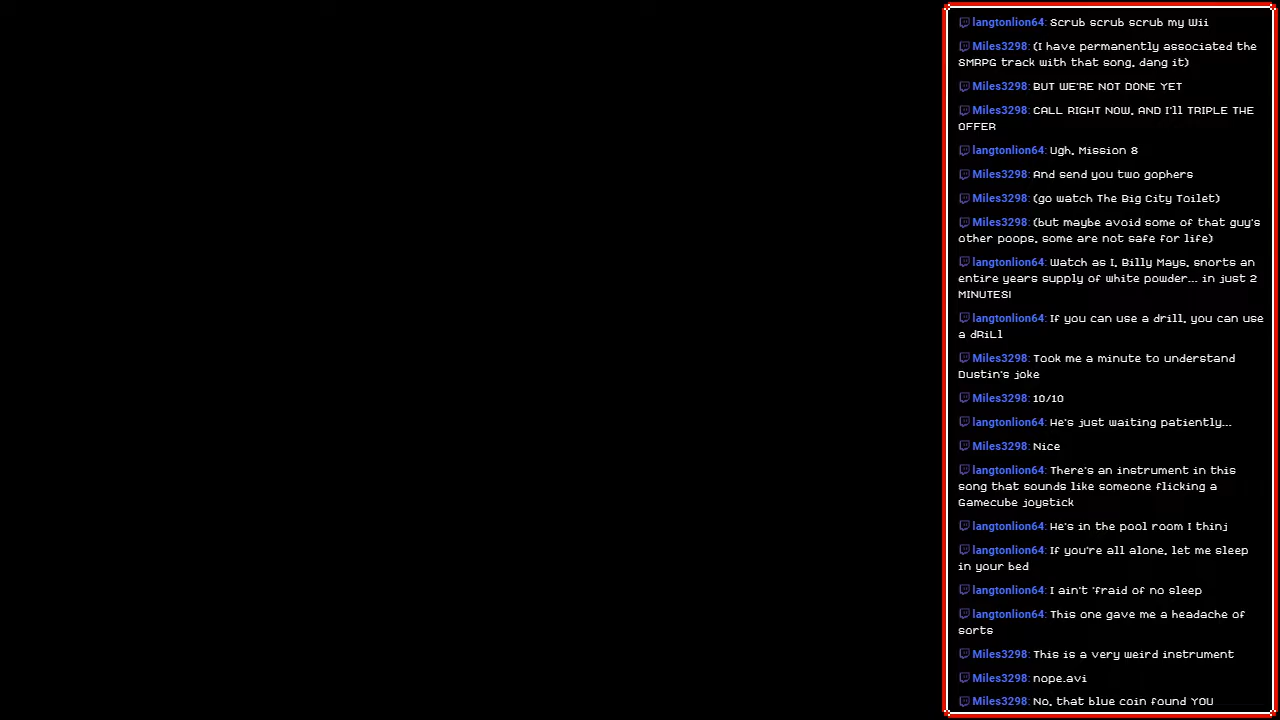 langtonlion64: Scrub scrub scrub my Wii
Miles3298: (I have permanently associated the
SMRPG track with that song, dang it)
Miles3298: BUT WE'RE NOT DONE YET
Miles3298: CALL RIGHT NOW, AND I'll TRIPLE THE
OFFER
langtonlion64: Ugh, Mission 8
Miles3298: And send you two gophers
Miles3298: (go watch The Big City Toilet)
Miles3298: (but maybe avoid some of that guy's
other poops, some are not safe for life)
langtonlion64: Watch as I, Billy Mays, snorts an
entire years supply of white powder... in just 2
MINUTES!
langtonlion64: If you can use a drill, you can use
a dRiLl
Miles3298: Took me a minute to understand
Dustin's joke
Miles3298: 10/10
langtonlion64: He's just waiting patiently...
Miles3298: Nice
langtonlion64: There's an instrument in this
song that sounds like someone flicking a
Gamecube joystick
langtonlion64: He's in the pool room I thinj
langtonlion64: If you're all alone, let me sleep
in your bed
langtonlion64: I ain't 'fraid of no sleep
langtonlion64: This one gave me a headache of
sorts
Miles3298: This is a very weird instrument
Miles3298: nope.avi
Miles3298: No, that blue coin found YOU